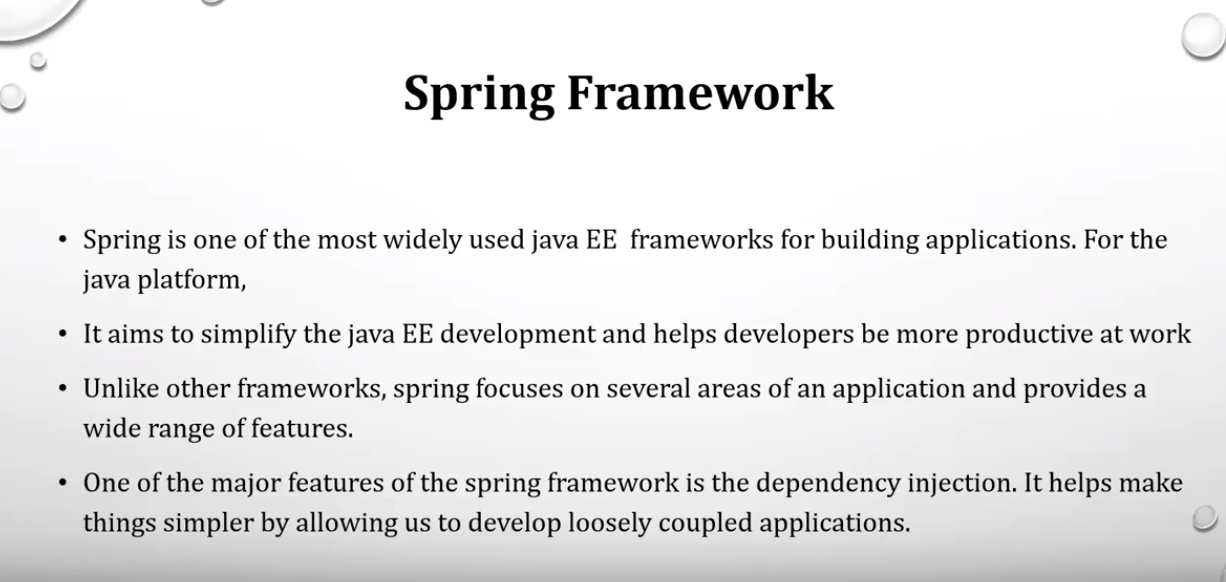 Spring Framework
• Spring is one of the most widely used java EE  frameworks for building applications. For the
java platform,
• It aims to simplify the java EE development and helps developers be more productive at work
• Unlike other frameworks, spring focuses on several areas of an application and provides a
wide range of features.
• One of the major features of the spring framework is the dependency injection. It helps make
things simpler by allowing us to develop loosely coupled applications.